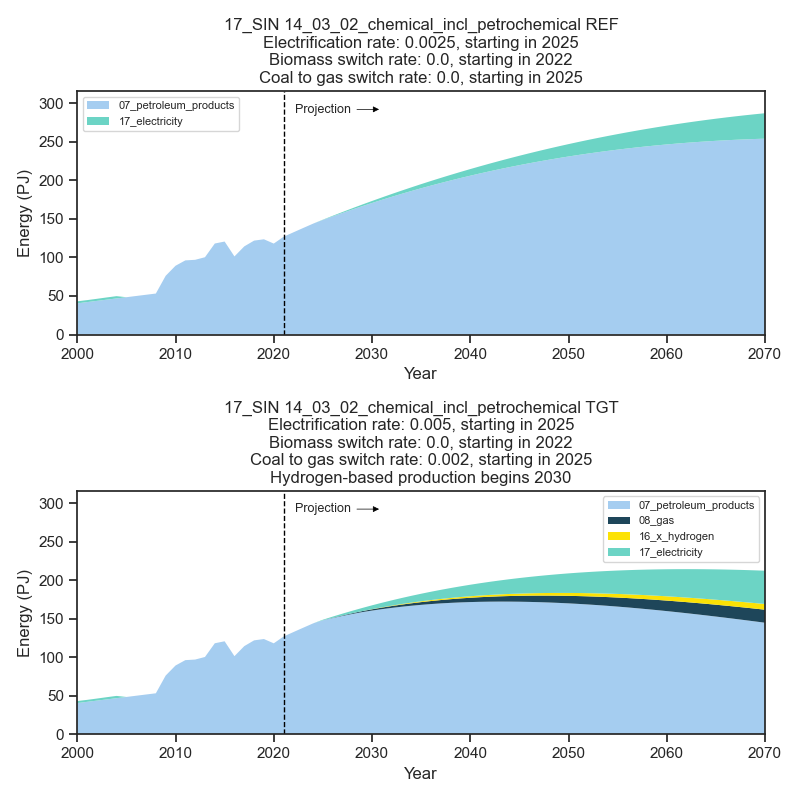 17_SIN 14_03_02_chemical_incl_petrochemical REF
Electrification rate: 0.0025, starting in 2025
Biomass switch rate: 0.0, starting in 2022
Coal to gas switch rate: 0.0, starting in 2025
07_petroleum_products
17_electricity
Projection
Energy (PJ)
300
250
200
150
100
50
0
2000 2010 2020 2030 2040 2050 2060 2070
Year
17_SIN 14_03_02_chemical_incl_petrochemical TGT
Electrification rate: 0.005, starting in 2025
Biomass switch rate: 0.0, starting in 2022
Coal to gas switch rate: 0.002, starting in 2025
Hydrogen-based production begins 2030
Projection
07_petroleum_products
08_gas
16_x_hydrogen
17_electricity
Energy (PJ)
300
250
200
150
100
50
0
2000 2010 2020 2030 2040 2050 2060 2070
Year